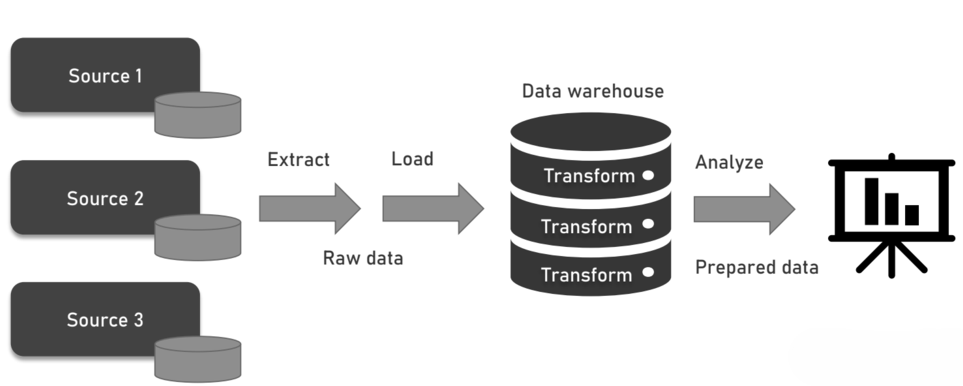 Source 1
Source 2
Source 3
Extract
Load
Raw data
Data warehouse
Transform
Transform
Transform
Analyze
Prepared data